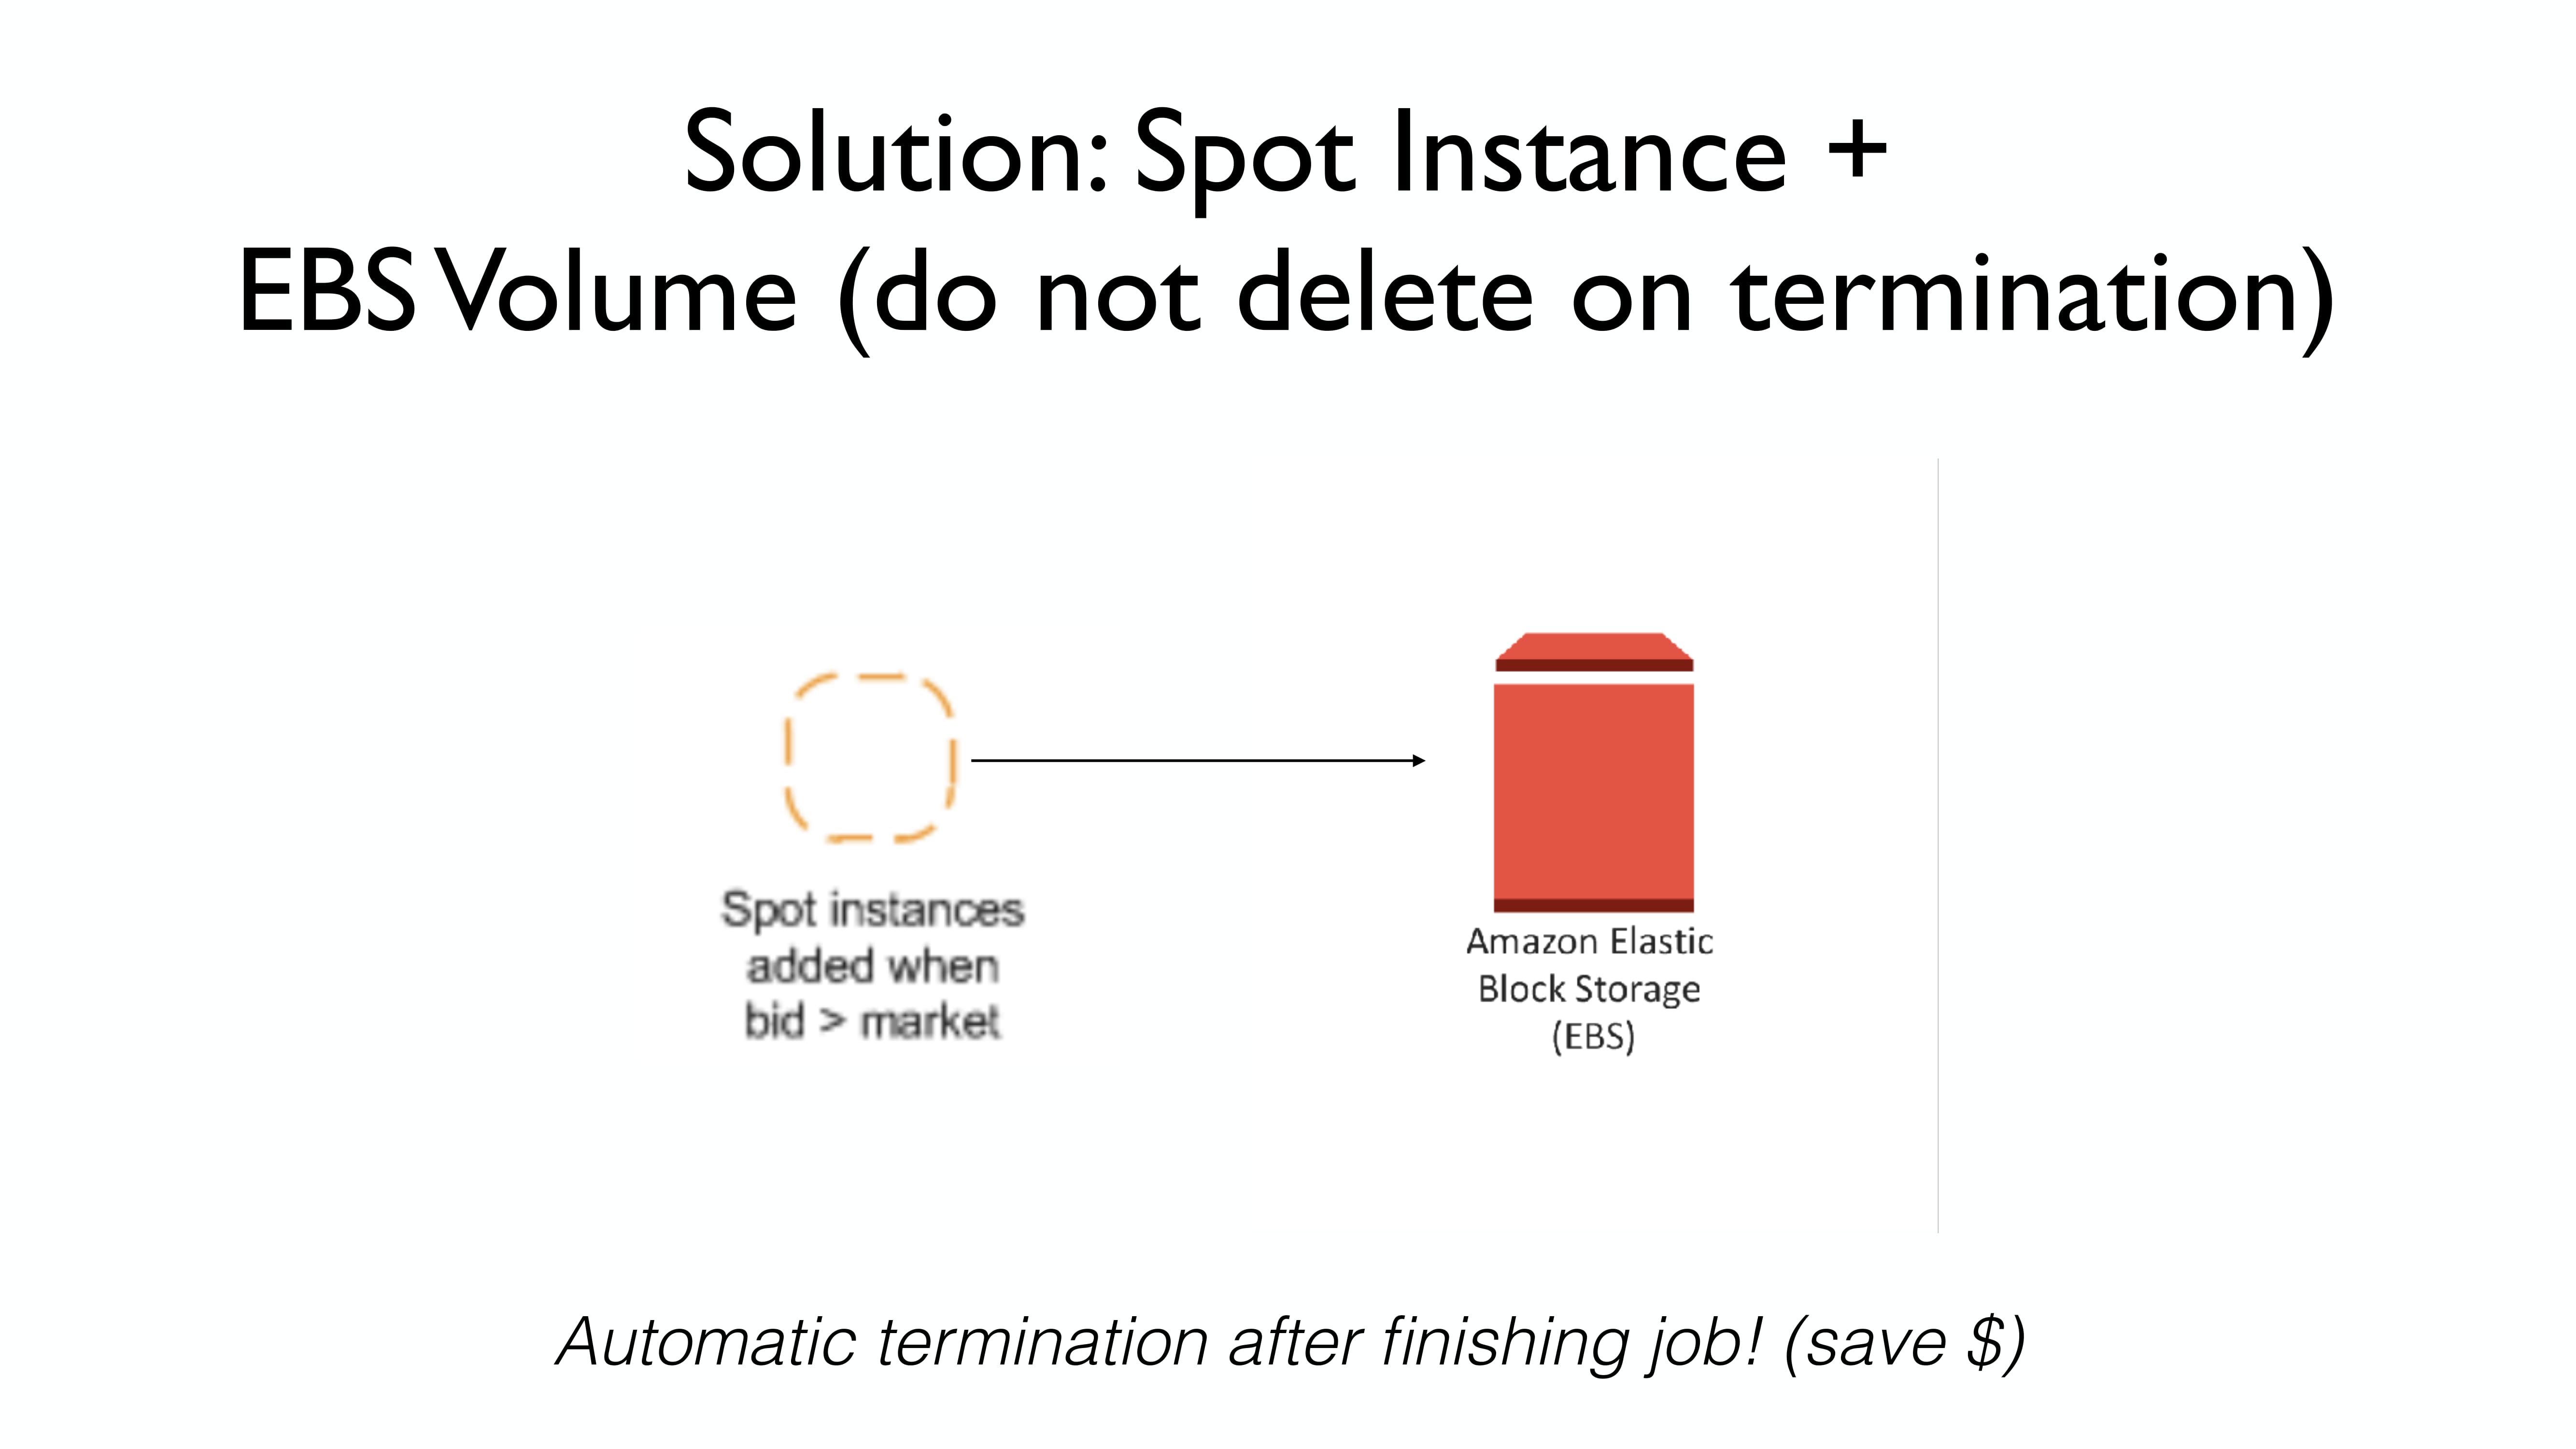 Solution: Spot Instance +
EBS Volume (do not delete on termination)
Spot instances
added when
bid > market
Amazon Elastic
Block Storage
(EBS)
Automatic termination after finishing job! (save $)